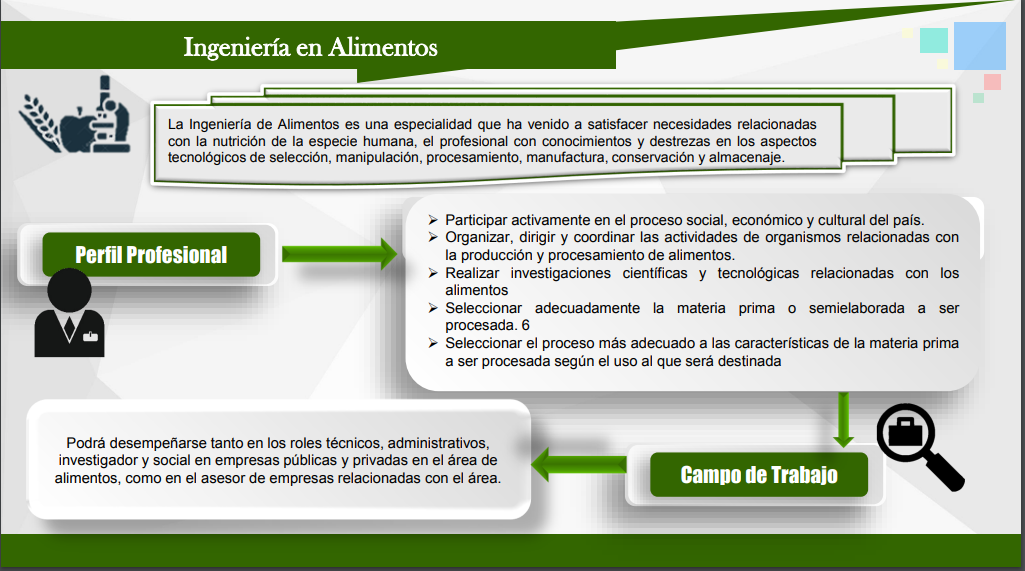 Ingeniería en Alimentos
La Ingeniería de Alimentos es una especialidad que ha venido a satisfacer necesidades relacionadas
con la nutrición de la especie humana, el profesional con conocimientos y destrezas en los aspectos
tecnológicos de selección, manipulación, procesamiento, manufactura, conservación y almacenaje.
Perfil Profesional
➢ Participar activamente en el proceso social, económico y cultural del país.
➢ Organizar, dirigir y coordinar las actividades de organismos relacionadas con
la producción y procesamiento de alimentos.
➢ Realizar investigaciones científicas y tecnológicas relacionadas con los
alimentos
➢ Seleccionar adecuadamente la materia prima o semielaborada a ser
procesada. 6
➢ Seleccionar el proceso más adecuado a las características de la materia prima
a ser procesada según el uso al que será destinada
Campo de Trabajo
Podrá desempeñarse tanto en los roles técnicos, administrativos,
investigador y social en empresas públicas y privadas en el área de
alimentos, como en el asesor de empresas relacionadas con el área.